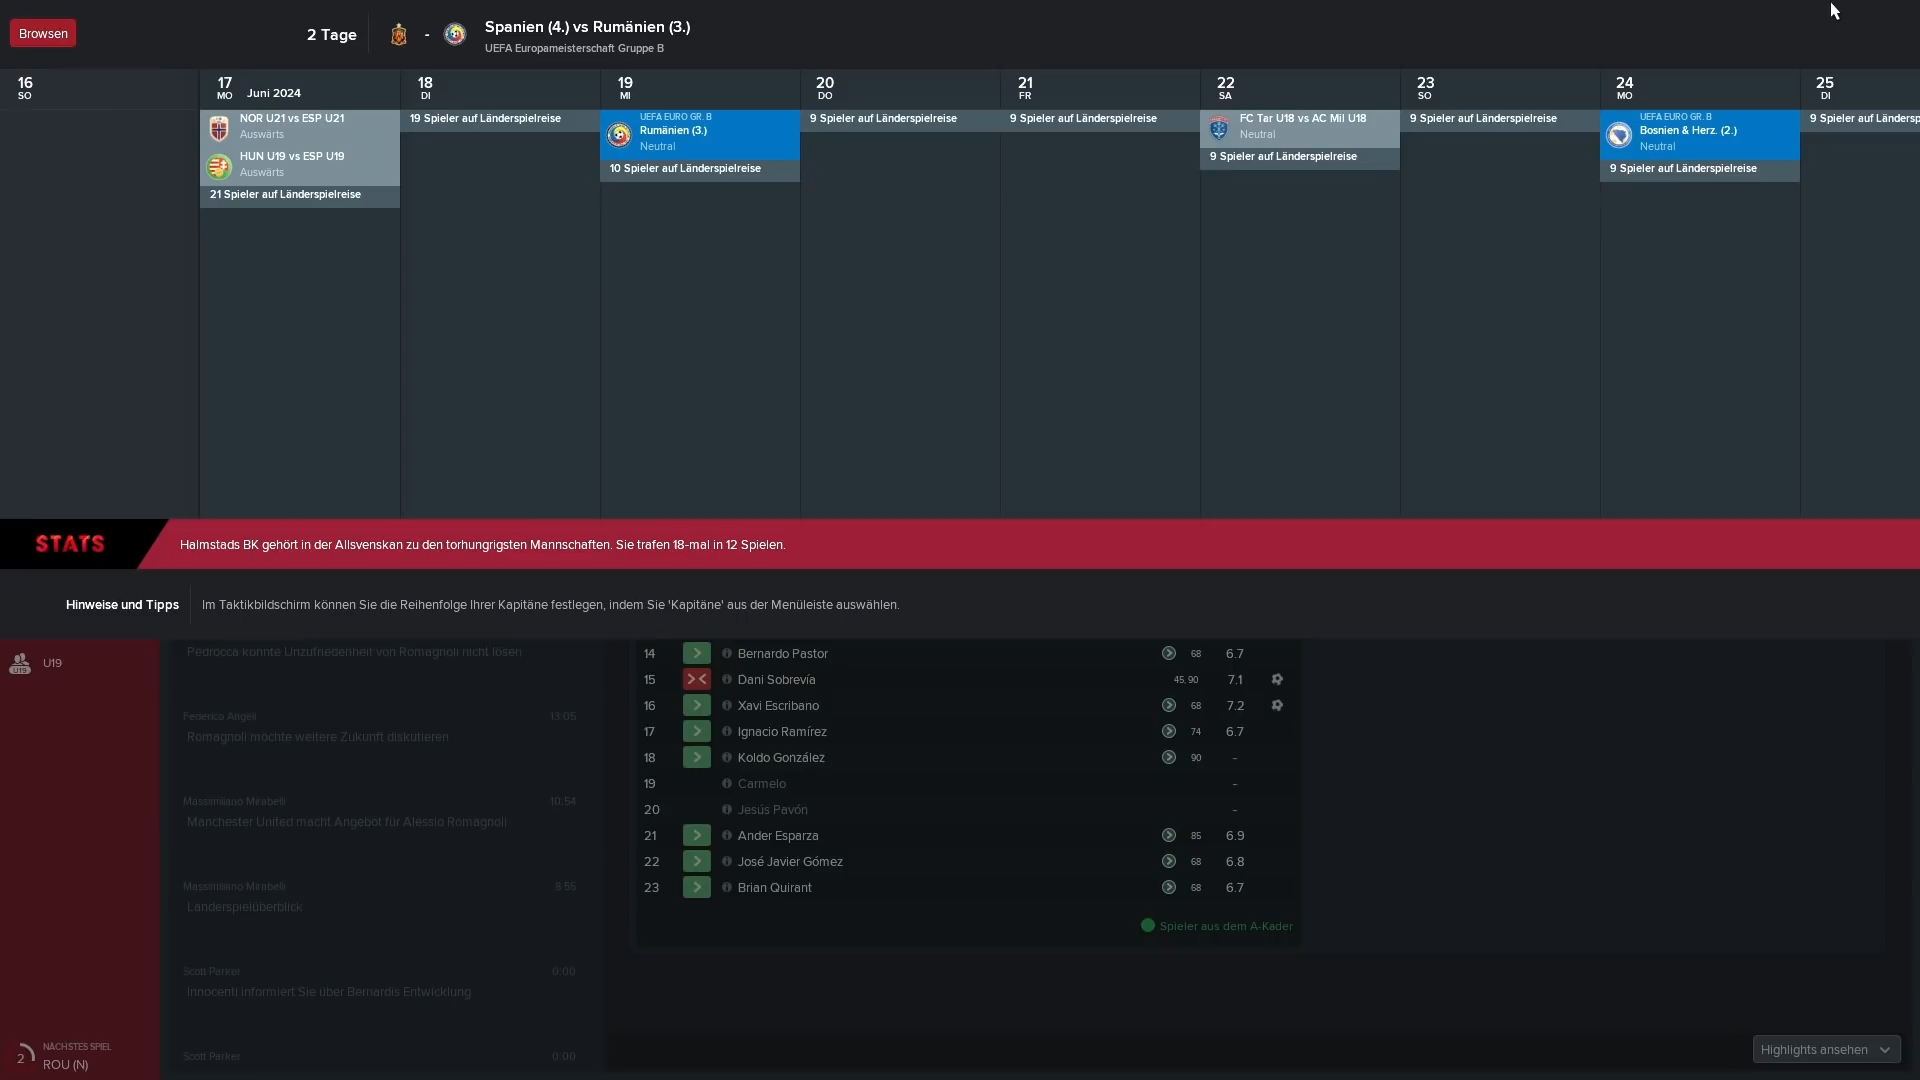 Browsen
2 Tage
-
Spanien (4.) vs Rumänien (3.)
UEFA Europameisterschaft Gruppe B
16
SO
17
MO
Juni 2024
18
DI
19
MI
20
DO
21
FR
22
SA
23
SO
24
MO
25
DI
NOR U21 vs ESP U21
Auswärts
HUN U19 vs ESP U19
Auswärts
21 Spieler auf Länderspielreise
19 Spieler auf Länderspielreise
UEFA EURO GR. B
Rumänien (3.)
Neutral
10 Spieler auf Länderspielreise
9 Spieler auf Länderspielreise
9 Spieler auf Länderspielreise
FC Tar U18 vs AC Mil U18
Neutral
9 Spieler auf Länderspielreise
9 Spieler auf Länderspielreise
UEFA EURO GR. B
Bosnien & Herz. (2.)
Neutral
9 Spieler auf Länderspielreise
9 Spieler auf Ländersp
STATS
Halmstads BK gehört in der Allsvenskan zu den torhungrigsten Mannschaften. Sie trafen 18-mal in 12 Spielen.
Hinweise und Tipps
Im Taktikbildschirm können Sie die Reihenfolge Ihrer Kapitäne festlegen, indem Sie 'Kapitäne' aus der Menüleiste auswählen.
U19
U19
Pedrocca konnte Unzufriedenheit von Romagnoli nicht lösen
Federico Angeli 13:05
Romagnoli möchte weitere Zukunft diskutieren
Massimiliano Mirabelli 10:54
Manchester United macht Angebot für Alessio Romagnoli
Massimiliano Mirabelli 8:55
Länderspielüberblick
Scott Parker 0:00
Innocenti informiert Sie über Bernardis Entwicklung
Scott Parker 0:00
14 Bernardo Pastor 68 6.7
15 Dani Sobrevía 45, 90 7.1
16 Xavi Escribano 68 7.2
17 Ignacio Ramírez 74 6.7
18 Koldo González 90 -
19 Carmelo -
20 Jesús Pavón -
21 Ander Esparza 85 6.9
22 José Javier Gómez 68 6.8
23 Brian Quirant 68 6.7
Spieler aus dem A-Kader
2
NÄCHSTES SPIEL
ROU (N)
Highlights ansehen